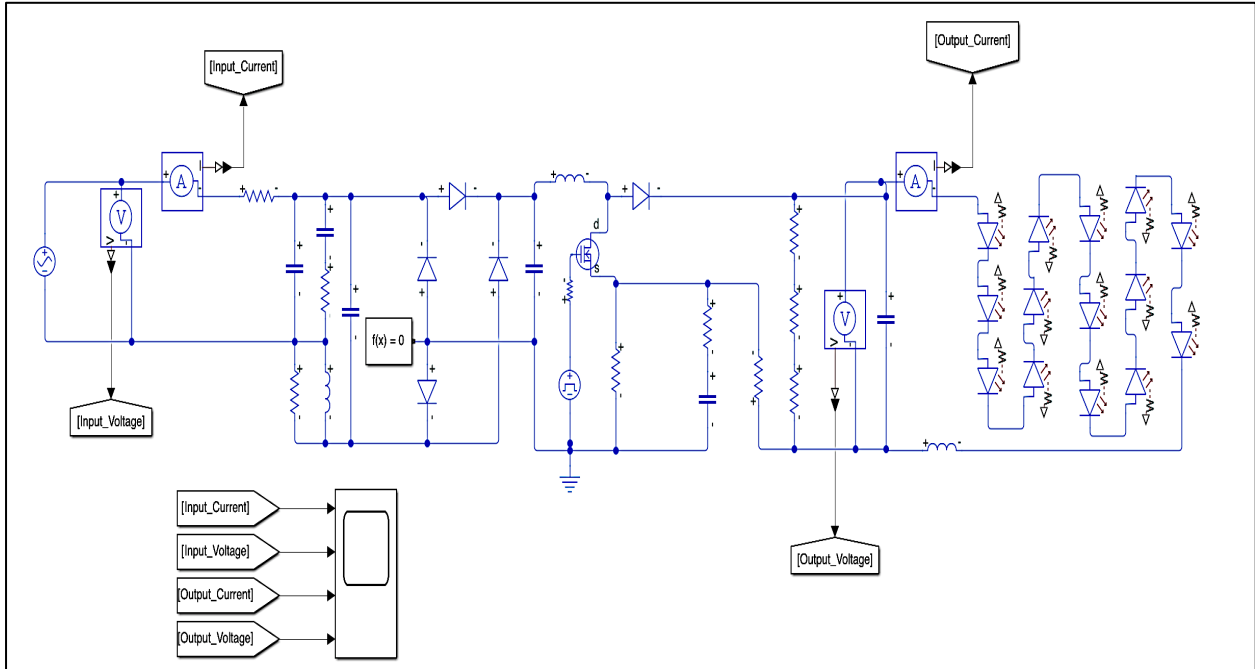 [Output_Current]
[Input_Current]
+ A - I
+ A - I
+ V - V
d
s
f(x) = 0
+ V - V
[Input_Voltage]
[Input_Current]
[Input_Voltage]
[Output_Current]
[Output_Voltage]
[Output_Voltage]